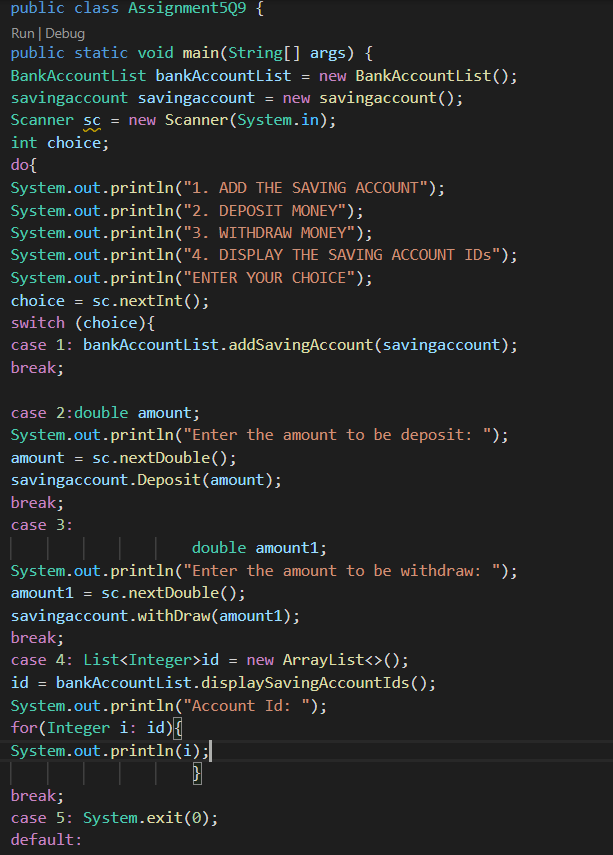 public class Assignment5Q9 {
Run | Debug
public static void main(String[] args) {
BankAccountList bankAccountList = new BankAccountList();
savingaccount savingaccount = new savingaccount();
Scanner sc = new Scanner(System.in);
int choice;
do{
System.out.println("1. ADD THE SAVING ACCOUNT");
System.out.println("2. DEPOSIT MONEY");
System.out.println("3. WITHDRAW MONEY");
System.out.println("4. DISPLAY THE SAVING ACCOUNT IDs");
System.out.println("ENTER YOUR CHOICE");
choice = sc.nextInt();
switch (choice){
case 1: bankAccountList.addSavingAccount(savingaccount);
break;
case 2:double amount;
System.out.println("Enter the amount to be deposit: ");
amount = sc.nextDouble();
savingaccount.Deposit(amount);
break;
case 3:
double amount1;
System.out.println("Enter the amount to be withdraw: ");
amount1 = sc.nextDouble();
savingaccount.withDraw(amount1);
break;
case 4: List<Integer>id = new ArrayList<>();
id = bankAccountList.displaySavingAccountIds();
System.out.println("Account Id: ");
for(Integer i: id){
System.out.println(i);
}
break;
case 5: System.exit(0);
default: